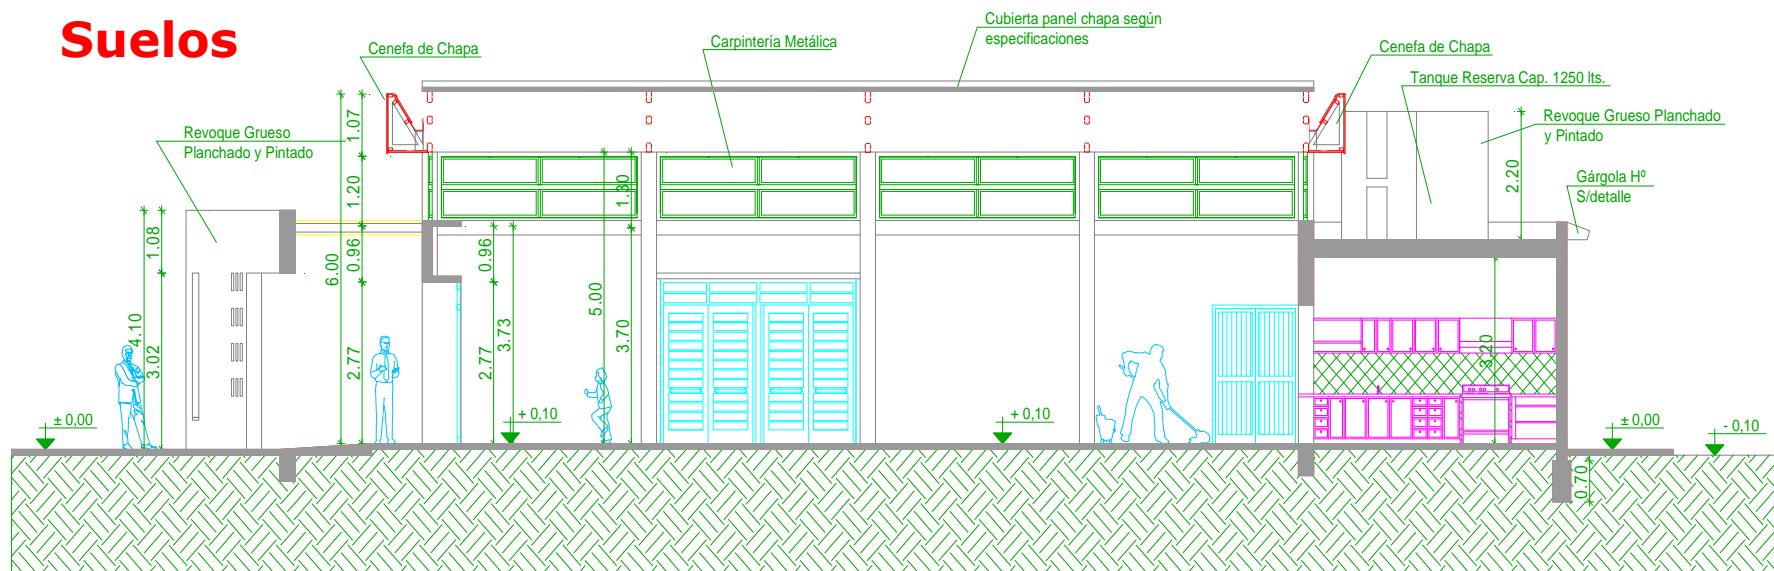 Suelos
Cenefa de Chapa
Carpintería Metálica
Cubierta panel chapa según
especificaciones
Cenefa de Chapa
Tanque Reserva Cap. 1250 lts.
Revoque Grueso Planchado
y Pintado
Revoque Grueso
Planchado y Pintado
Gárgola Hº
S/detalle
1.07
1.20
0.96
2.77
6.00
1.08
4.10
3.02
0.96
2.77
3.73
5.00
1.30
3.70
2.20
3.20
0.70
± 0,00
+ 0,10
+ 0,10
± 0,00
- 0,10